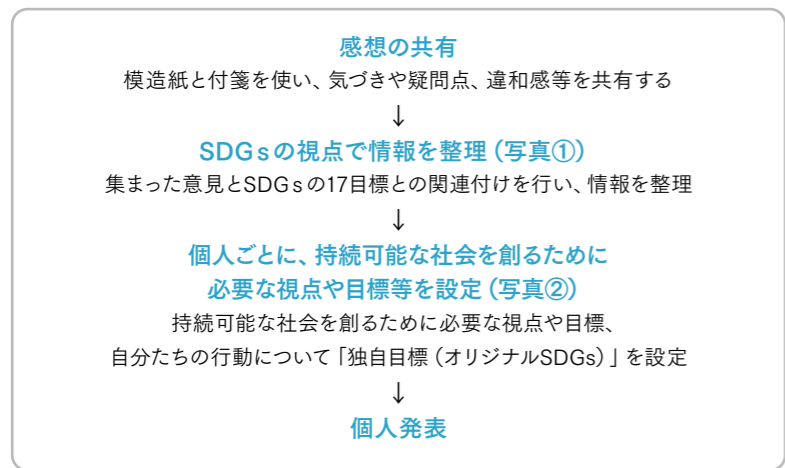 感想の共有
模造紙と付箋を使い、気づきや疑問点、違和感等を共有する
↓
SDGsの視点で情報を整理(写真①)
集まった意見とSDGsの17目標との関連付けを行い、情報を整理
↓
個人ごとに、持続可能な社会を創るために
必要な視点や目標等を設定(写真②)
持続可能な社会を創るために必要な視点や目標、
自分たちの行動について「独自目標(オリジナルSDGs)」を設定
↓
個人発表